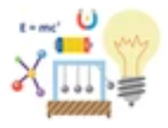 E = mc²